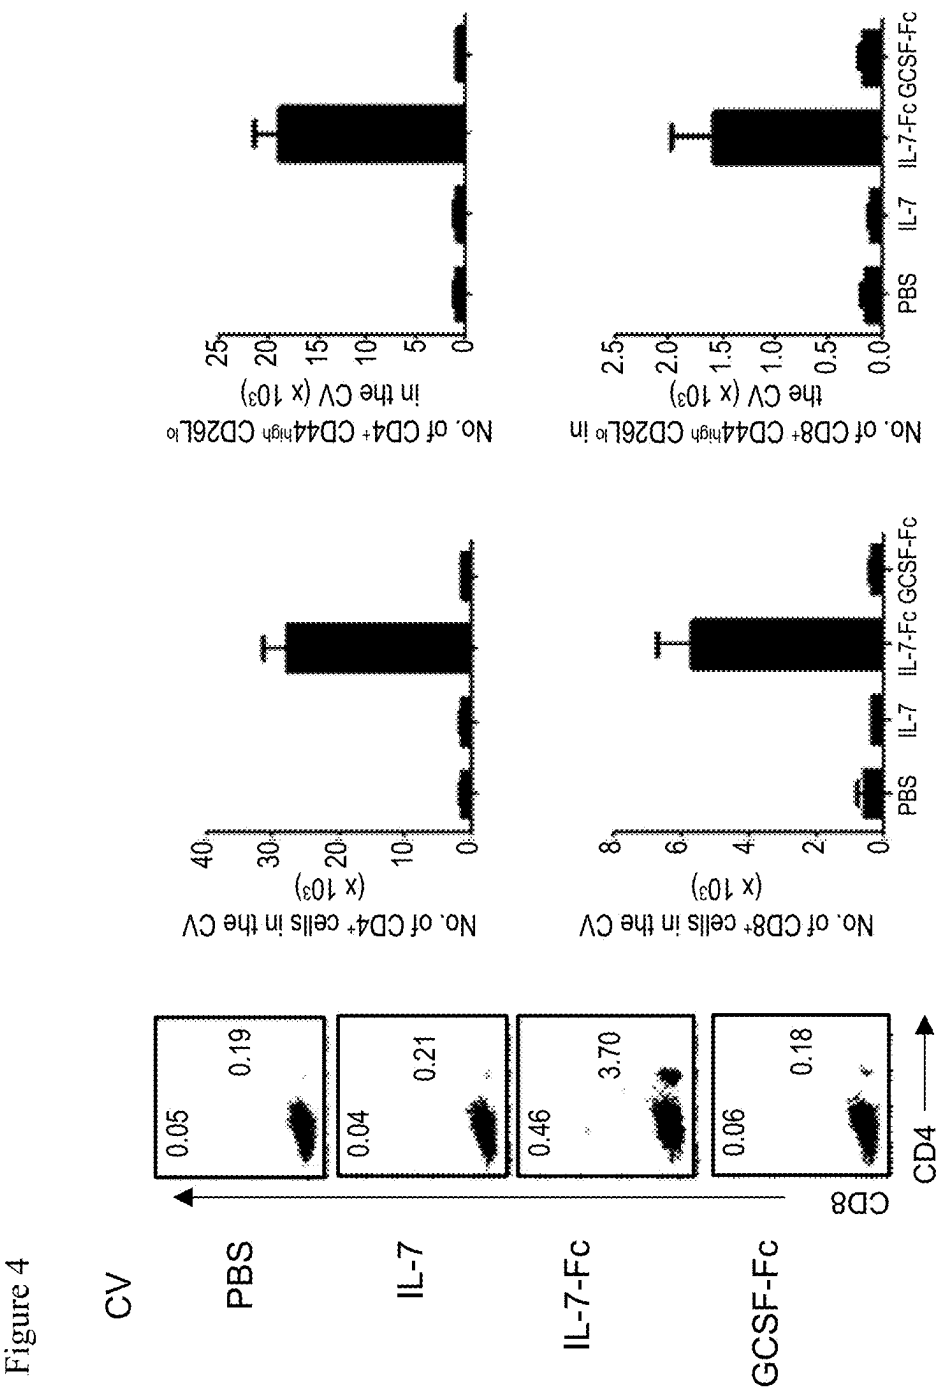 Figure 4
CV
PBS
0.05
0.19
IL-7
0.04
0.21
IL-7-Fc
0.46
3.70
GCSF-Fc
0.06
0.18
CD8
CD4
No. of CD4+ cells in the CV
(x 10³)
40
30
20
10
0
No. of CD8+ cells in the CV
(x 10³)
8
6
4
2
0
PBS
IL-7
IL-7-Fc
GCSF-Fc
No. of CD4+ CD44high CD26Llo
in the CV (x 10³)
25
20
15
10
5
0
No. of CD8+ CD44high CD26Llo in
the CV (x 10³)
2.5
2.0
1.5
1.0
0.5
0.0
PBS
IL-7
IL-7-Fc
GCSF-Fc